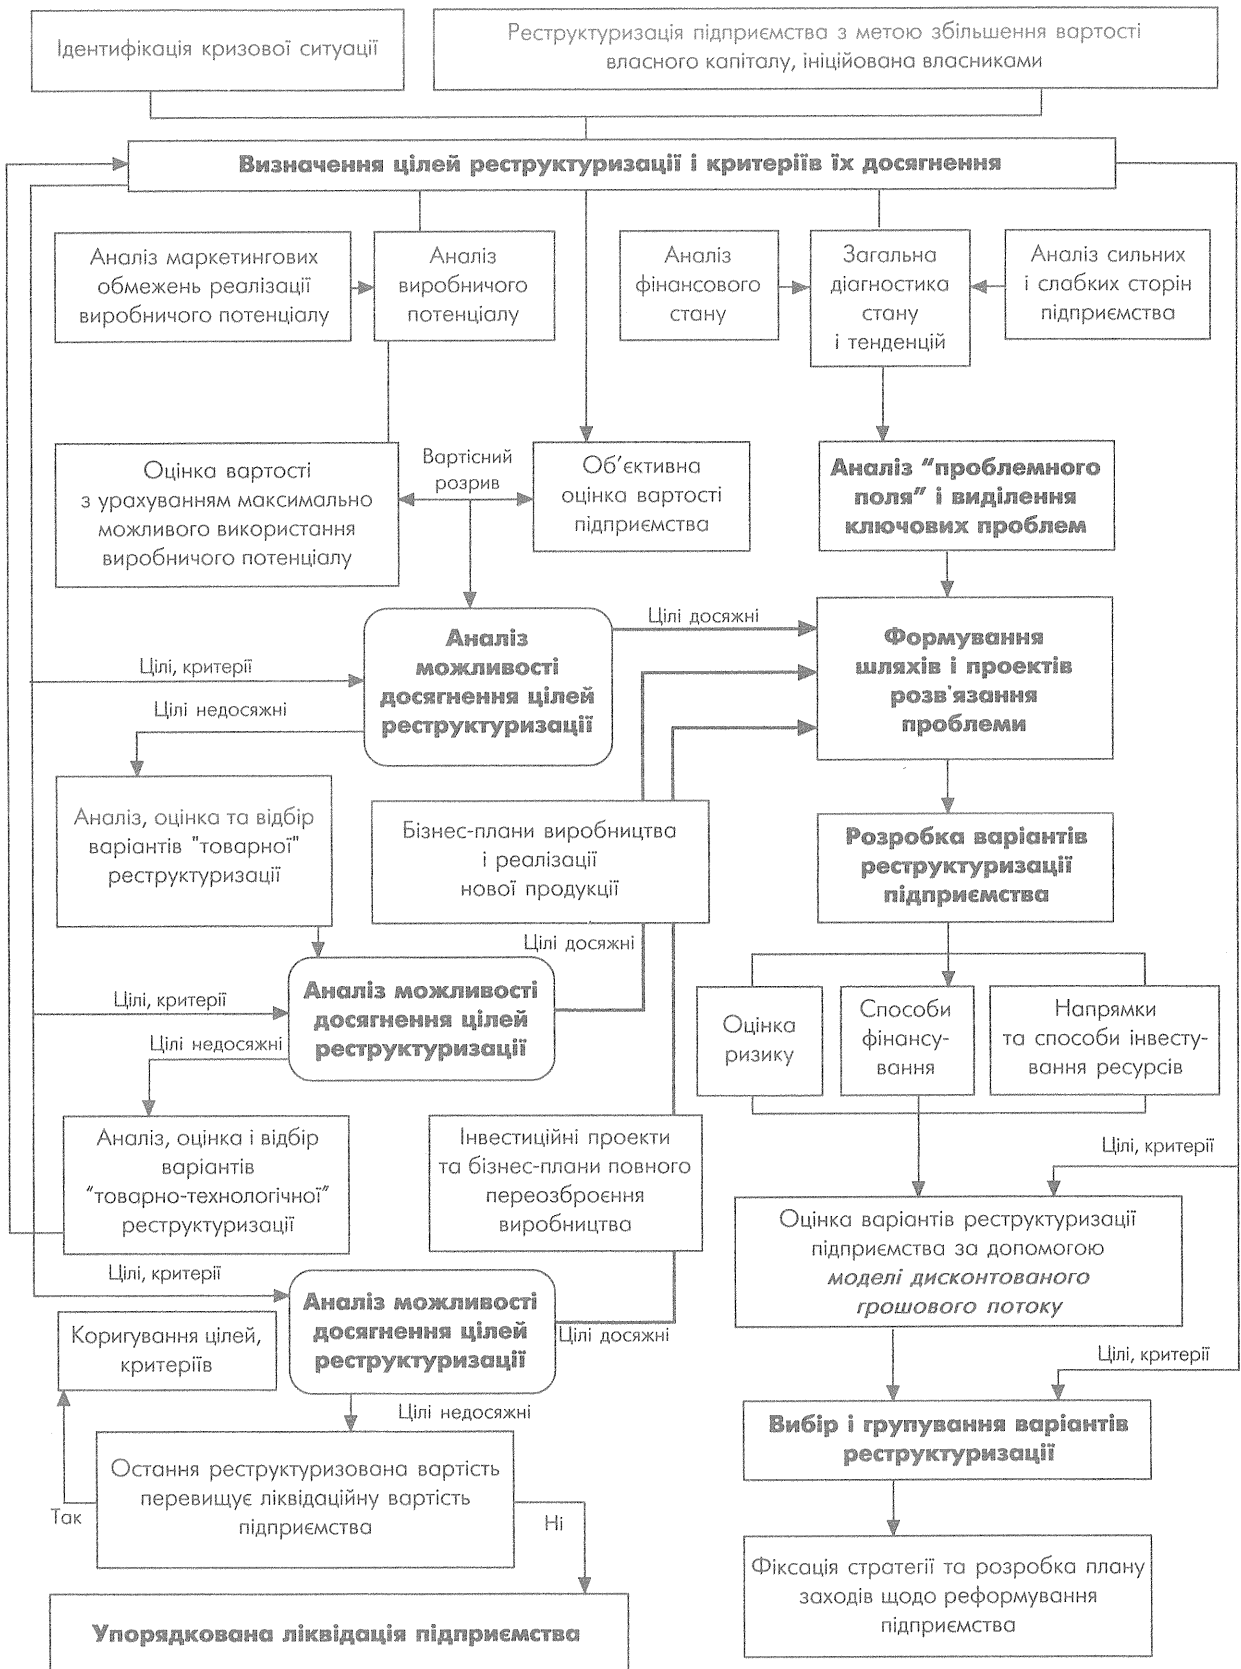 Ідентифікація кризової ситуації
Реструктуризація підприємства з метою збільшення вартості
власного капіталу, ініційована власниками
Визначення цілей реструктуризації і критеріїв їх досягнення
Аналіз маркетингових
обмежень реалізації
виробничого потенціалу
Аналіз
виробничого
потенціалу
Аналіз
фінансового
стану
Загальна
діагностика
стану
і тенденцій
Аналіз сильних
і слабких сторін
підприємства
Оцінка вартості
з урахуванням максимально
можливого використання
виробничого потенціалу
Вартісний
розрив
Об’єктивна
оцінка вартості
підприємства
Аналіз “проблемного
поля” і виділення
ключових проблем
Аналіз
можливості
досягнення цілей
реструктуризації
Цілі досяжні
Формування
шляхів і проектів
розв'язання
проблеми
Цілі, критерії
Цілі недосяжні
Аналіз, оцінка та відбір
варіантів "товарної"
реструктуризації
Бізнес-плани виробництва
і реалізації
нової продукції
Розробка варіантів
реструктуризації
підприємства
Цілі досяжні
Цілі, критерії
Аналіз можливості
досягнення цілей
реструктуризації
Цілі недосяжні
Оцінка
ризику
Способи
фінансу-
вання
Напрямки
та способи інвесту-
вання ресурсів
Аналіз, оцінка і відбір
варіантів
“товарно-технологічної”
реструктуризації
Інвестиційні проекти
та бізнес-плани повного
переозброєння
виробництва
Цілі, критерії
Оцінка варіантів реструктуризації
підприємства за допомогою
моделі дисконтованого
грошового потоку
Цілі, критерії
Аналіз можливості
досягнення цілей
реструктуризації
Цілі досяжні
Коригування цілей,
критеріїв
Цілі недосяжні
Цілі, критерії
Вибір і групування варіантів
реструктуризації
Остання реструктуризована вартість
перевищує ліквідаційну вартість
підприємства
Так
Ні
Фіксація стратегії та розробка плану
заходів щодо реформування
підприємства
Упорядкована ліквідація підприємства